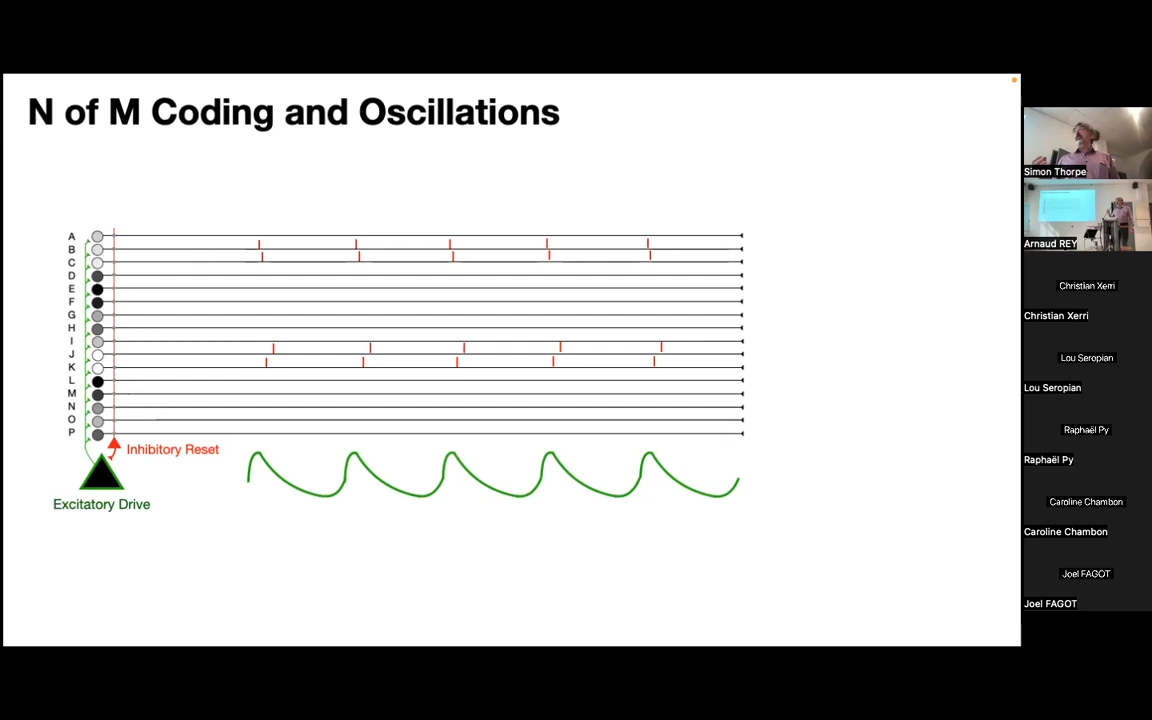 N of M Coding and Oscillations
A
B
C
D
E
F
G
H
I
J
K
L
M
N
O
P
Inhibitory Reset
Excitatory Drive
Simon Thorpe
Arnaud REY
Christian Xerri
Christian Xerri
Lou Seropian
Lou Seropian
Raphaël Py
Raphaël Py
Caroline Chambon
Caroline Chambon
Joel FAGOT
Joel FAGOT